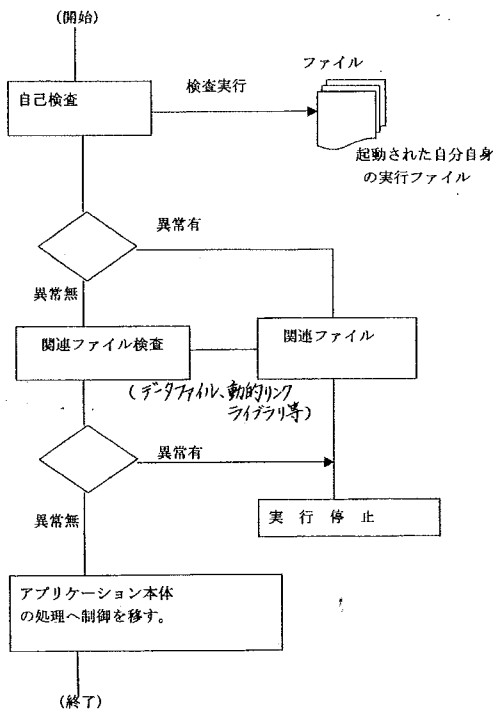 (開始)
ファイル
検査実行
自己検査
起動された自分自身
の実行ファイル
異常有
異常無
関連ファイル検査
関連ファイル
(データファイル、動的リンク
ライブラリ等)
異常有
異常無
実 行 停 止
アプリケーション本体
の処理へ制御を移す。
(終了)